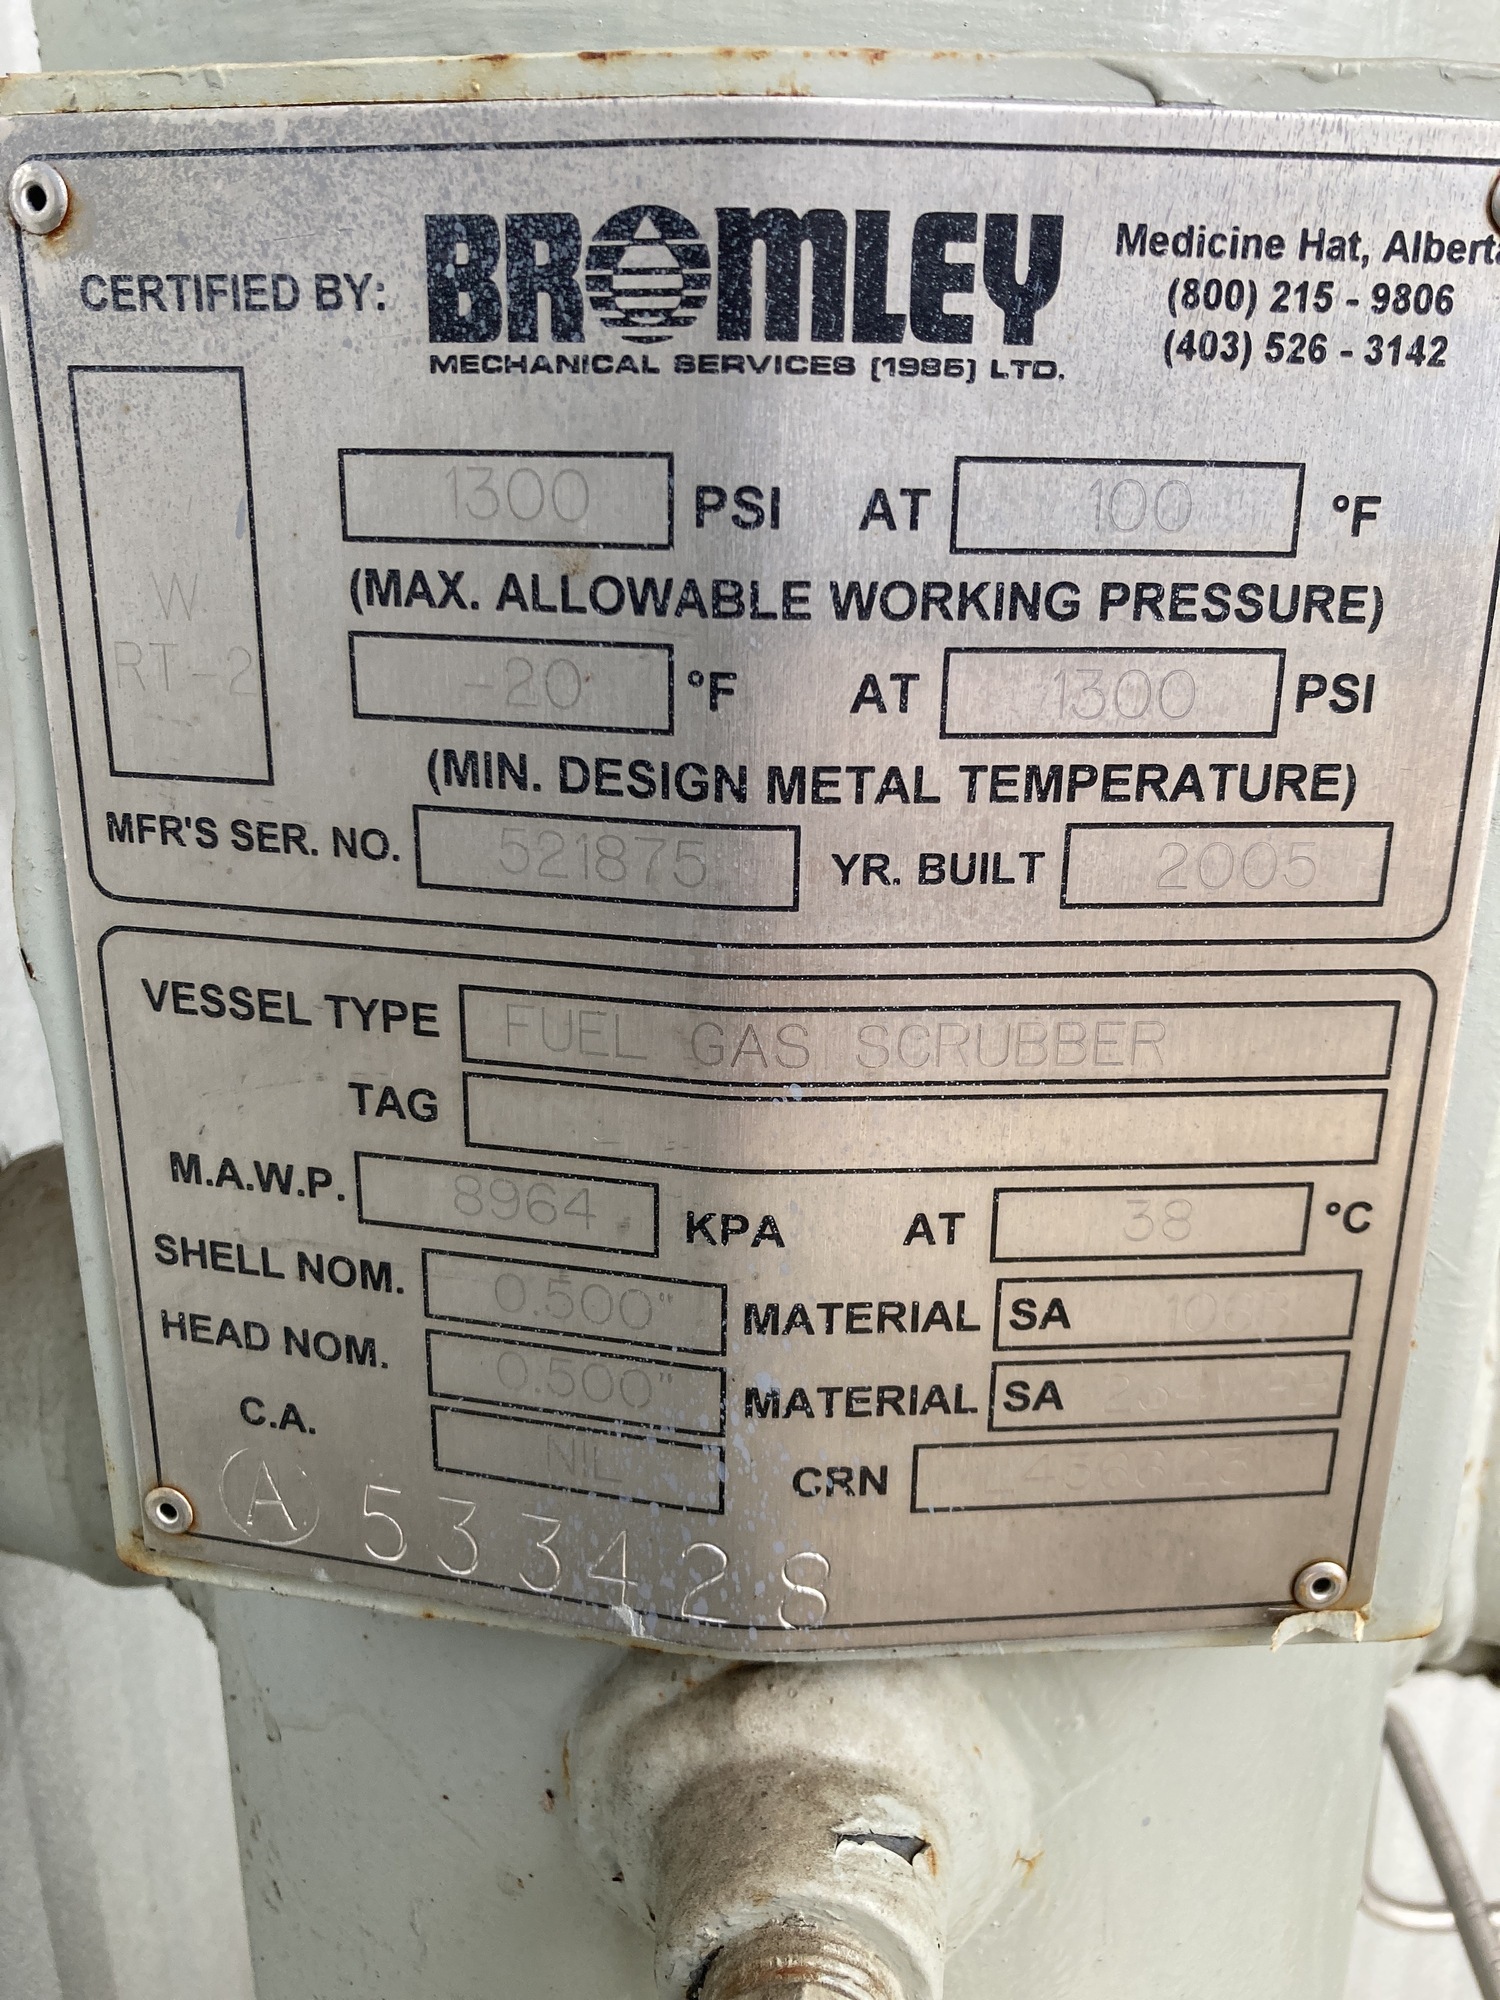 CERTIFIED BY: BROMLEY
MECHANICAL SERVICES [1985] LTD.
Medicine Hat, Alberta
(800) 215 - 9806
(403) 526 - 3142
W
RT-2
1300 PSI AT 100 °F
(MAX. ALLOWABLE WORKING PRESSURE)
-20 °F AT 1300 PSI
(MIN. DESIGN METAL TEMPERATURE)
MFR'S SER. NO. 521875 YR. BUILT 2005
VESSEL TYPE FUEL GAS SCRUBBER
TAG
M.A.W.P. 8964 KPA AT 38 °C
SHELL NOM. 0.500" MATERIAL SA
HEAD NOM. 0.500" MATERIAL SA
C.A. NIL CRN
A 533428